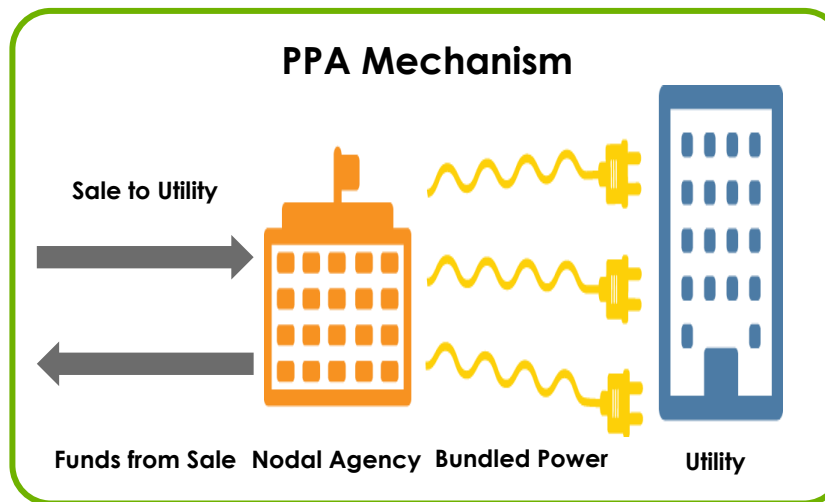 PPA Mechanism
Sale to Utility
Funds from Sale
Nodal Agency
Bundled Power
Utility